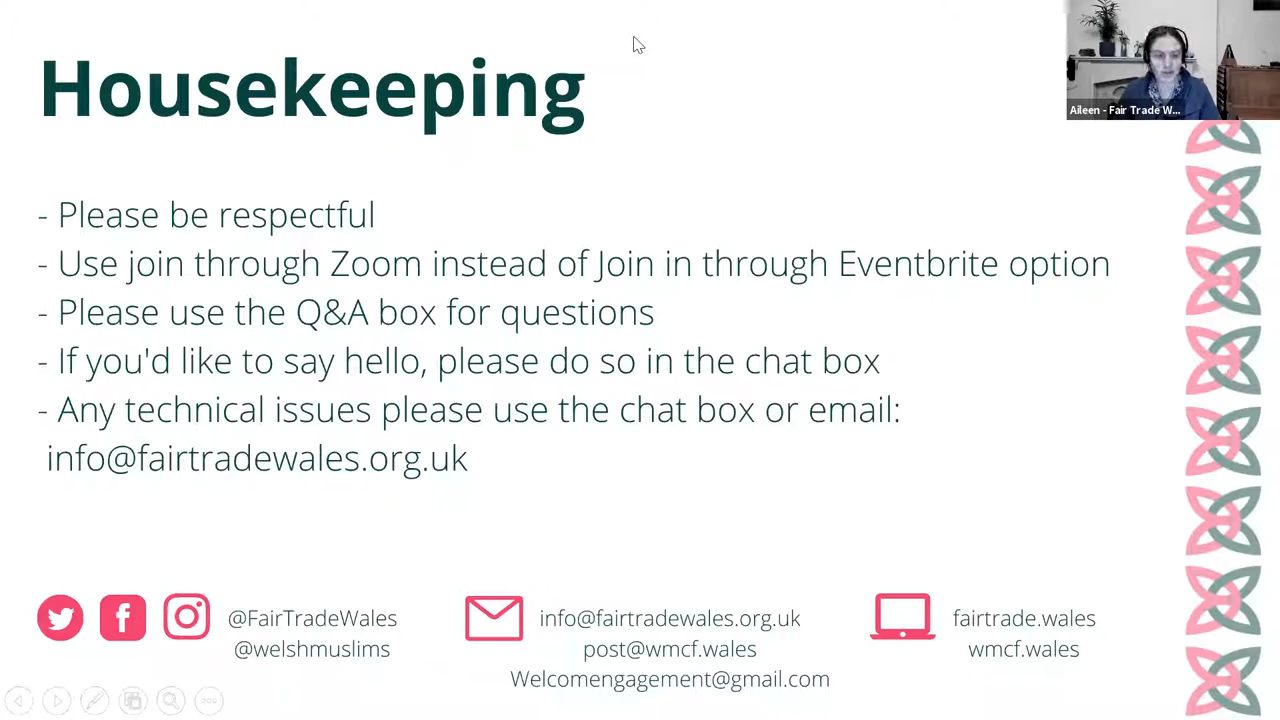 Housekeeping
Aileen - Fair Trade W...
- Please be respectful
- Use join through Zoom instead of Join in through Eventbrite option
- Please use the Q&A box for questions
- If you'd like to say hello, please do so in the chat box
- Any technical issues please use the chat box or email:
info@fairtradewales.org.uk
@FairTradeWales
@welshmuslims
info@fairtradewales.org.uk
post@wmcf.wales
Welcomengagement@gmail.com
fairtrade.wales
wmcf.wales